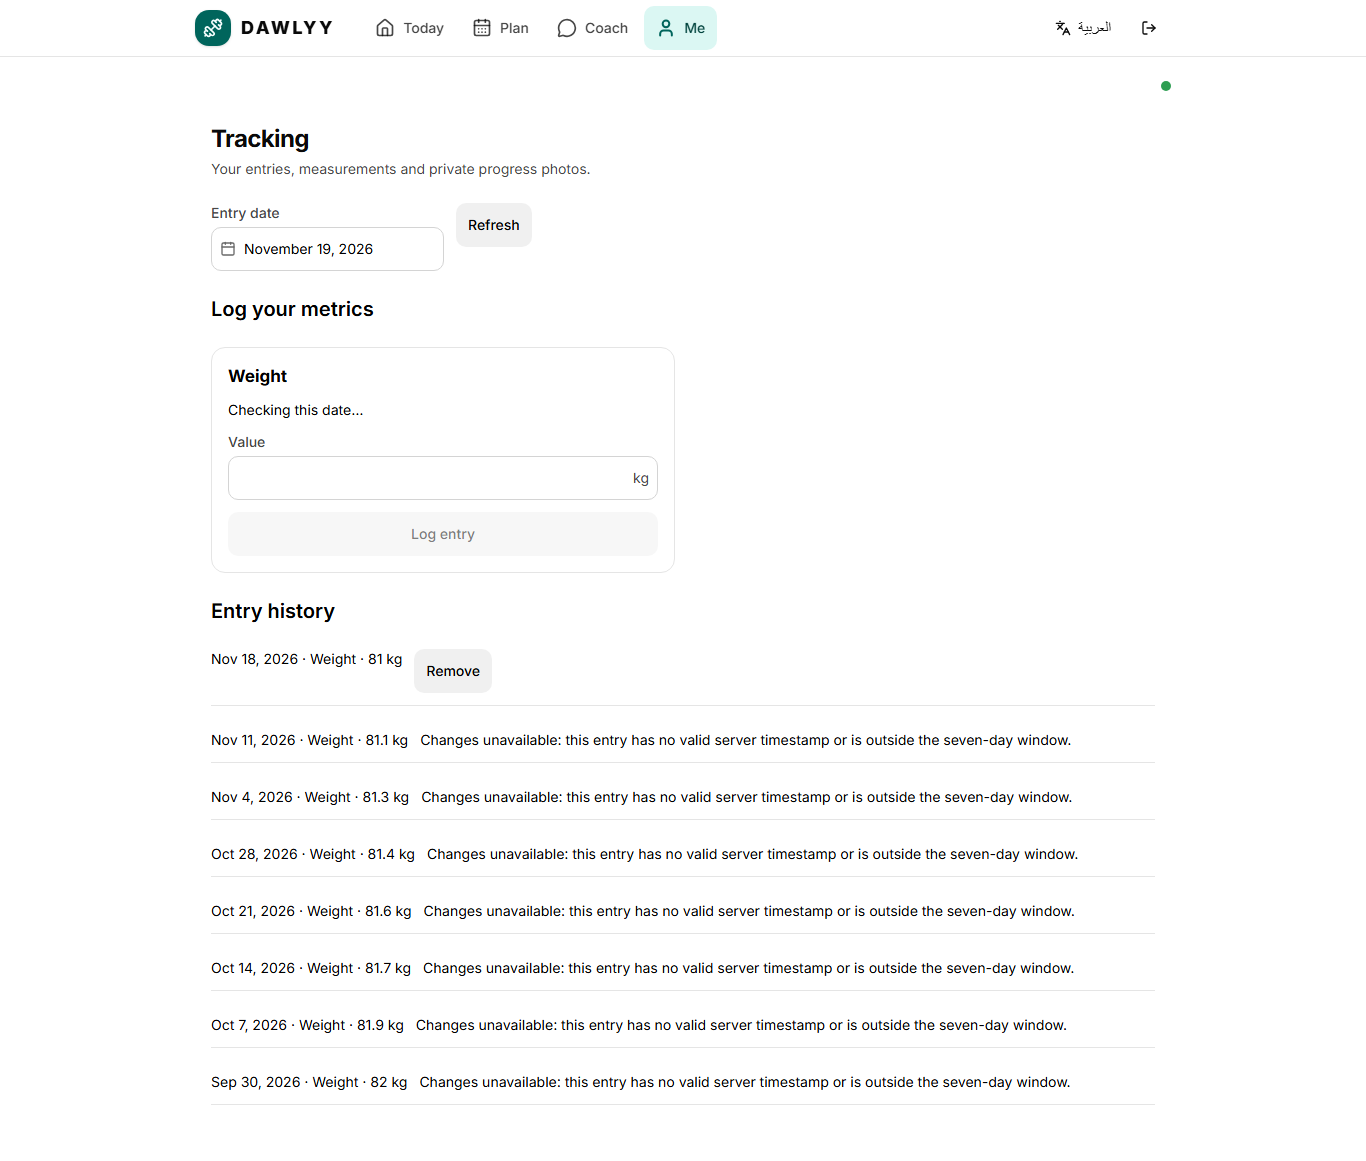 DAWLYY Today Plan Coach Me العربية
Tracking
Your entries, measurements and private progress photos.
Entry date
Refresh
November 19, 2026
Log your metrics
Weight
Checking this date...
Value
kg
Log entry
Entry history
Nov 18, 2026 · Weight · 81 kg Remove
Nov 11, 2026 · Weight · 81.1 kg Changes unavailable: this entry has no valid server timestamp or is outside the seven-day window.
Nov 4, 2026 · Weight · 81.3 kg Changes unavailable: this entry has no valid server timestamp or is outside the seven-day window.
Oct 28, 2026 · Weight · 81.4 kg Changes unavailable: this entry has no valid server timestamp or is outside the seven-day window.
Oct 21, 2026 · Weight · 81.6 kg Changes unavailable: this entry has no valid server timestamp or is outside the seven-day window.
Oct 14, 2026 · Weight · 81.7 kg Changes unavailable: this entry has no valid server timestamp or is outside the seven-day window.
Oct 7, 2026 · Weight · 81.9 kg Changes unavailable: this entry has no valid server timestamp or is outside the seven-day window.
Sep 30, 2026 · Weight · 82 kg Changes unavailable: this entry has no valid server timestamp or is outside the seven-day window.